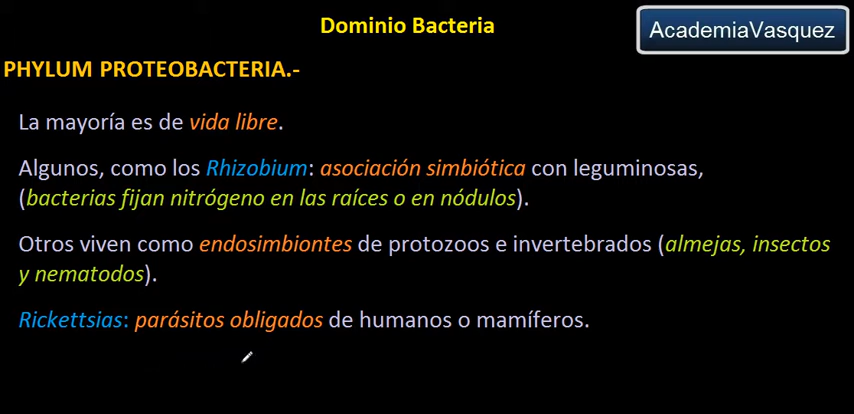 Dominio Bacteria
AcademiaVasquez
PHYLUM PROTEOBACTERIA.-
La mayoría es de vida libre.
Algunos, como los Rhizobium: asociación simbiótica con leguminosas,
(bacterias fijan nitrógeno en las raíces o en nódulos).
Otros viven como endosimbiontes de protozoos e invertebrados (almejas, insectos
y nematodos).
Rickettsias: parásitos obligados de humanos o mamíferos.